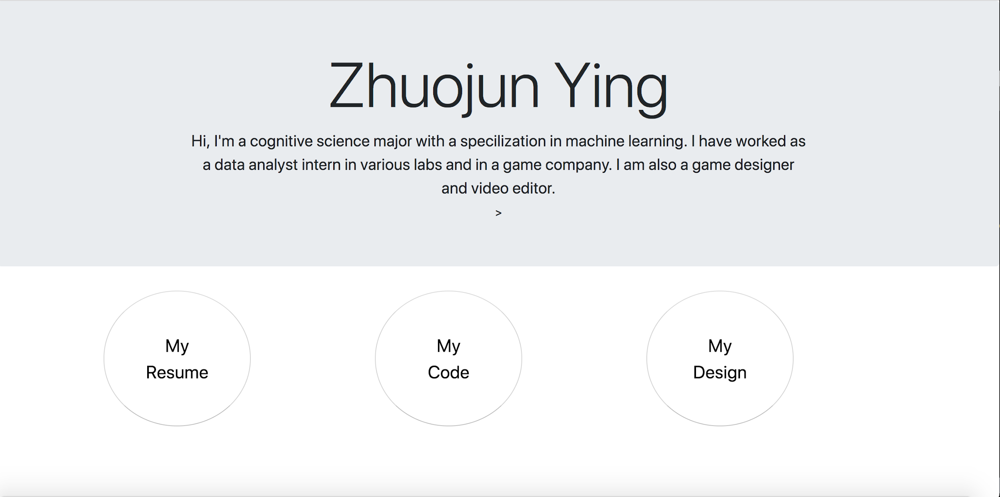 Zhuojun Ying
Hi, I'm a cognitive science major with a specilization in machine learning. I have worked as
a data analyst intern in various labs and in a game company. I am also a game designer
and video editor.
>
My
Resume
My
Code
My
Design